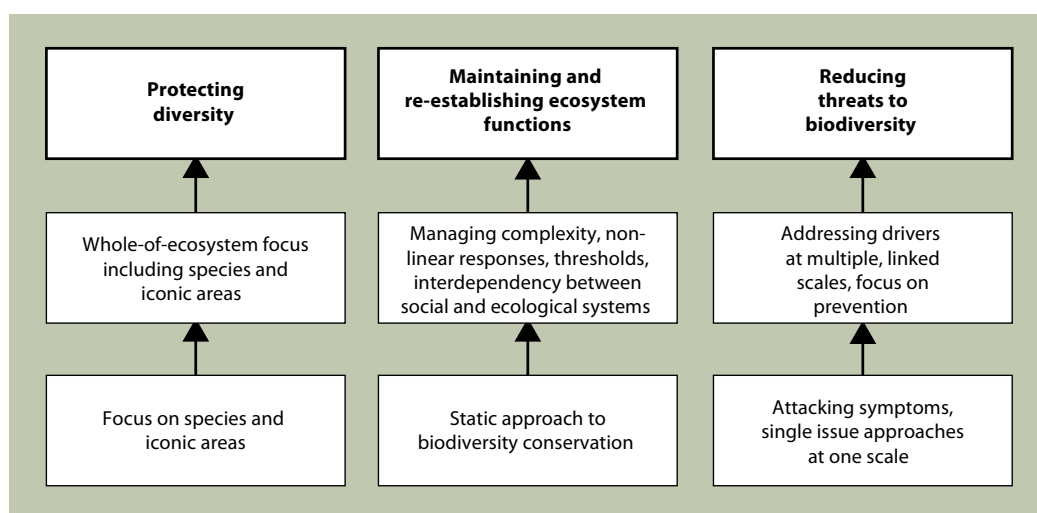 Protecting
diversity
Maintaining and
re-establishing ecosystem
functions
Reducing
threats to
biodiversity
Whole-of-ecosystem focus
including species and
iconic areas
Managing complexity, non-
linear responses, thresholds,
interdependency between
social and ecological systems
Addressing drivers
at multiple, linked
scales, focus on
prevention
Focus on species and
iconic areas
Static approach to
biodiversity conservation
Attacking symptoms,
single issue approaches
at one scale